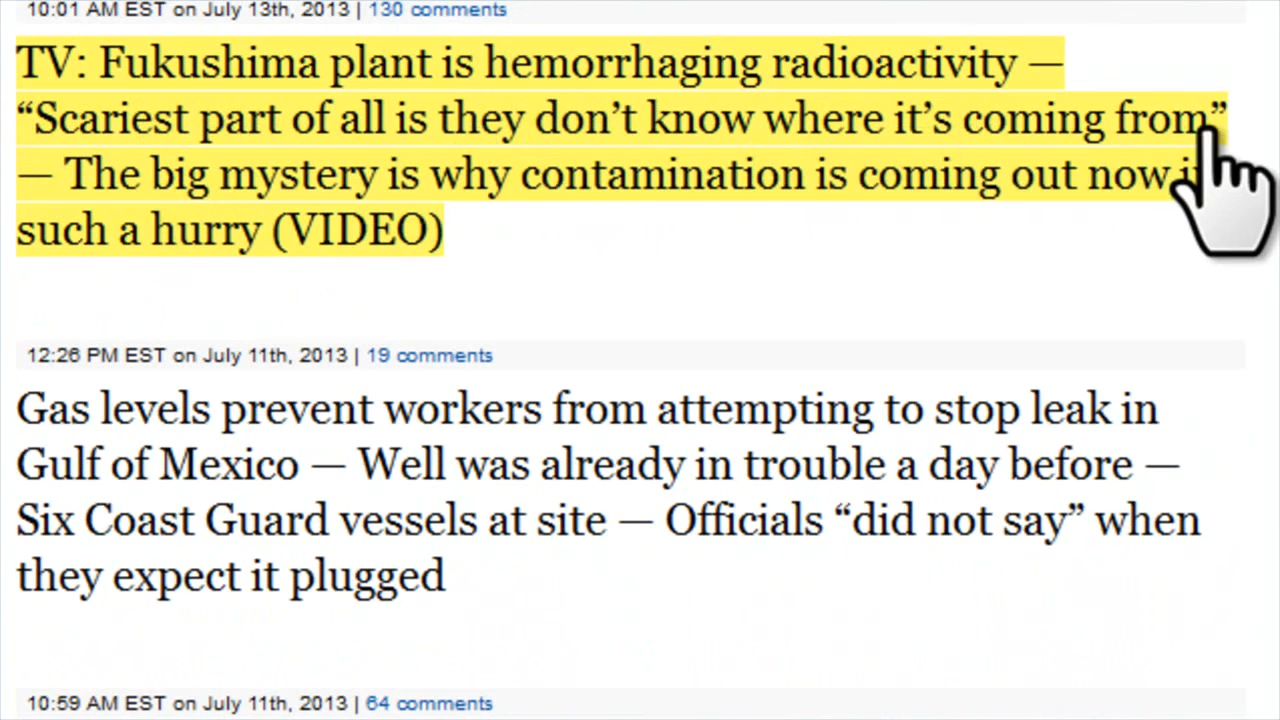 10:01 AM EST on July 13th, 2013 | 130 comments
TV: Fukushima plant is hemorrhaging radioactivity —
“Scariest part of all is they don’t know where it’s coming from”
— The big mystery is why contamination is coming out now
such a hurry (VIDEO)
12:26 PM EST on July 11th, 2013 | 19 comments
Gas levels prevent workers from attempting to stop leak in
Gulf of Mexico — Well was already in trouble a day before —
Six Coast Guard vessels at site — Officials “did not say” when
they expect it plugged
10:59 AM EST on July 11th, 2013 | 64 comments